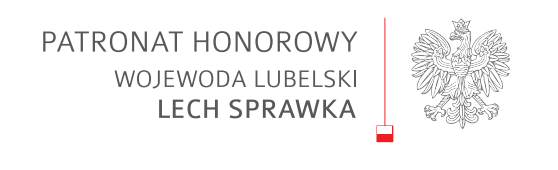 PATRONAT HONOROWY
WOJEWODA LUBELSKI
LECH SPRAWKA